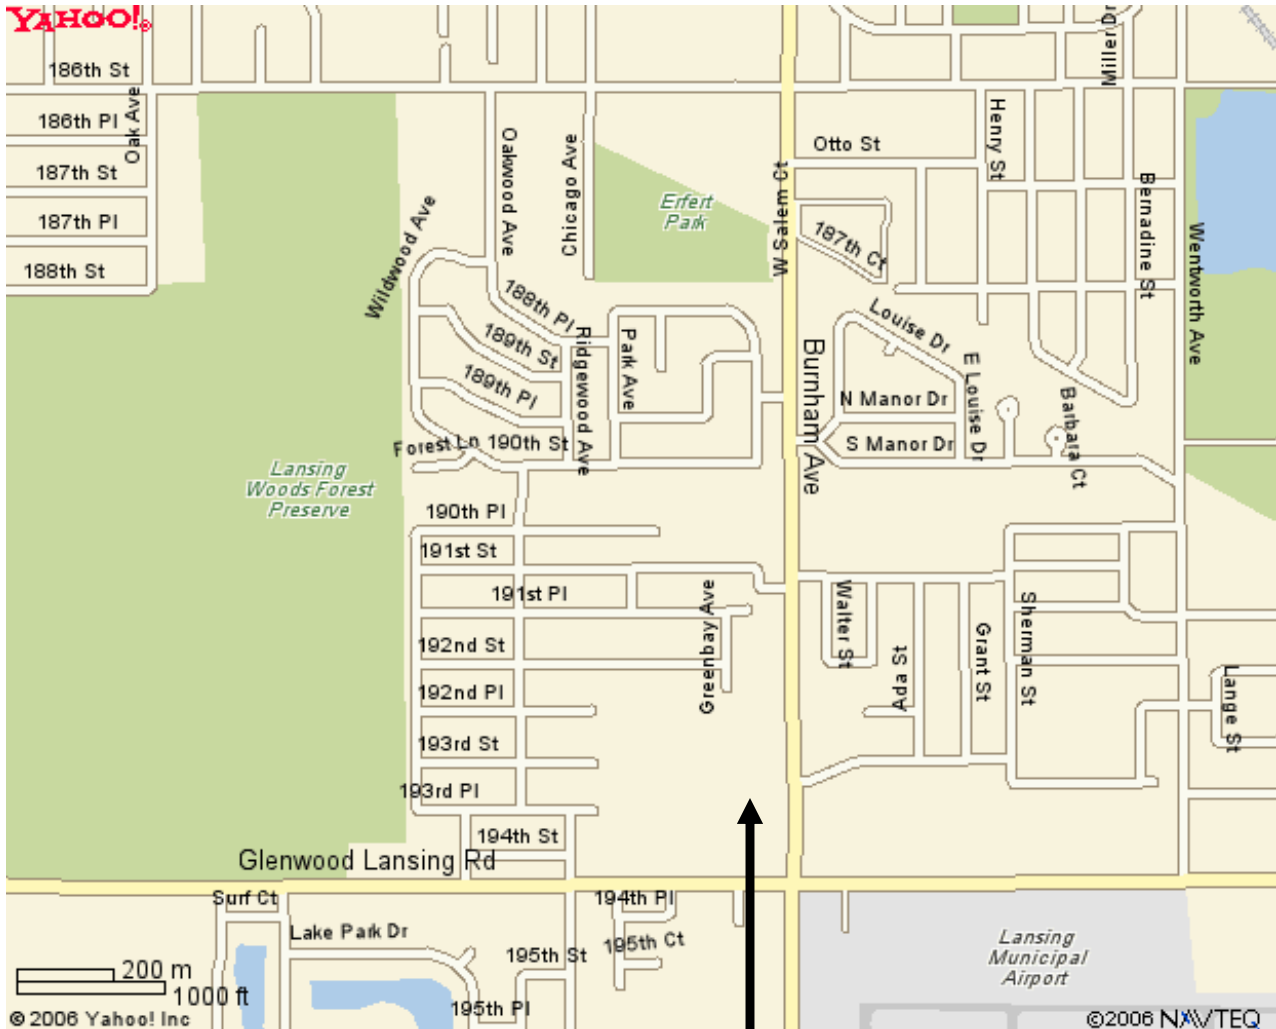 YAHOO!®
186th St
Oak Ave
186th Pl
187th St
187th Pl
188th St
Miller Dr
Henry St
Otto St
Oakwood Ave
Chicago Ave
Erfert
Park
W Salem Ct
187th Ct
Bernadine St
Wentworth Ave
Wildwood Ave
188th Pl
189th St
189th Pl
Ridgewood Ave
Park Ave
Louise Dr
Burnham Ave
E Louise Dr
N Manor Dr
S Manor Dr
Barbara Ct
Forest Ln
190th St
Lansing
Woods Forest
Preserve
190th Pl
191st St
191st Pl
Greenbay Ave
Walter St
Ada St
Grant St
Sherman St
192nd St
192nd Pl
Lange St
193rd St
193rd Pl
194th St
Glenwood Lansing Rd
Surf Ct
194th Pl
Lake Park Dr
195th St
195th Ct
Lansing
Municipal
Airport
200 m
1000 ft
195th Pl
© 2006 Yahoo! Inc
©2006 NAVTEQ